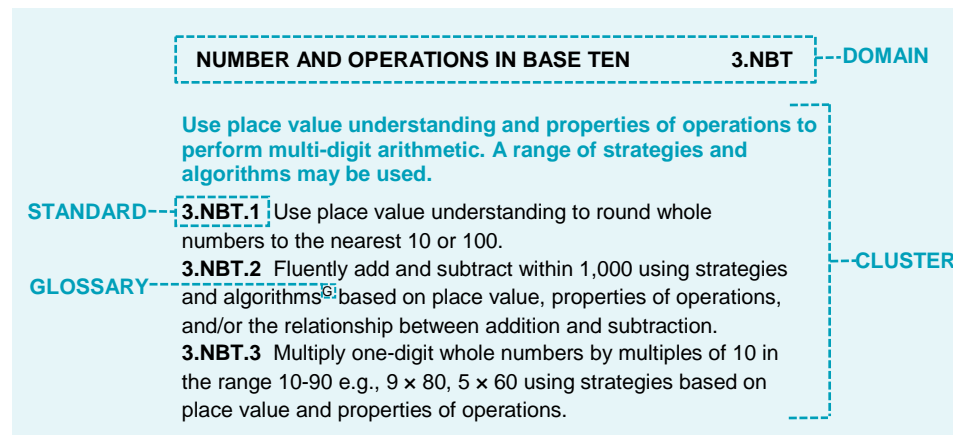 NUMBER AND OPERATIONS IN BASE TEN 3.NBT
DOMAIN
Use place value understanding and properties of operations to
perform multi-digit arithmetic. A range of strategies and
algorithms may be used.
STANDARD
3.NBT.1 Use place value understanding to round whole
numbers to the nearest 10 or 100.
3.NBT.2 Fluently add and subtract within 1,000 using strategies
CLUSTER
GLOSSARY
and algorithmsG based on place value, properties of operations,
and/or the relationship between addition and subtraction.
3.NBT.3 Multiply one-digit whole numbers by multiples of 10 in
the range 10-90 e.g., 9 × 80, 5 × 60 using strategies based on
place value and properties of operations.